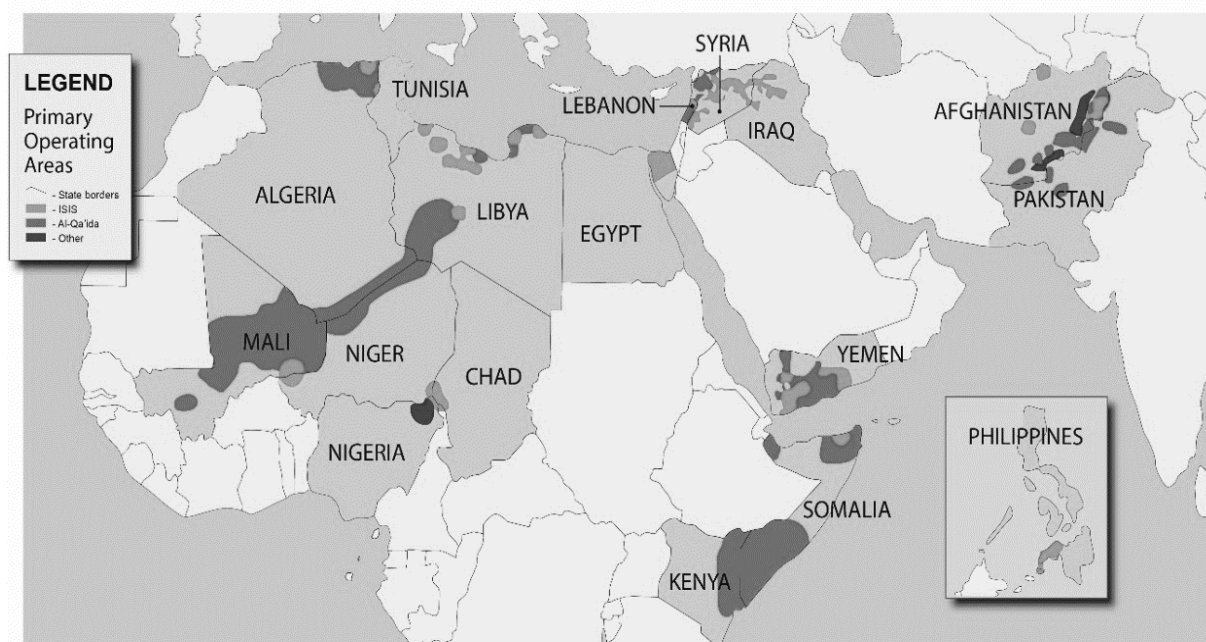 LEGEND
Primary
Operating
Areas
- State borders
- ISIS
- Al-Qa'ida
- Other
SYRIA
TUNISIA
LEBANON
IRAQ
AFGHANISTAN
PAKISTAN
ALGERIA
LIBYA
EGYPT
MALI
NIGER
CHAD
YEMEN
NIGERIA
PHILIPPINES
SOMALIA
KENYA